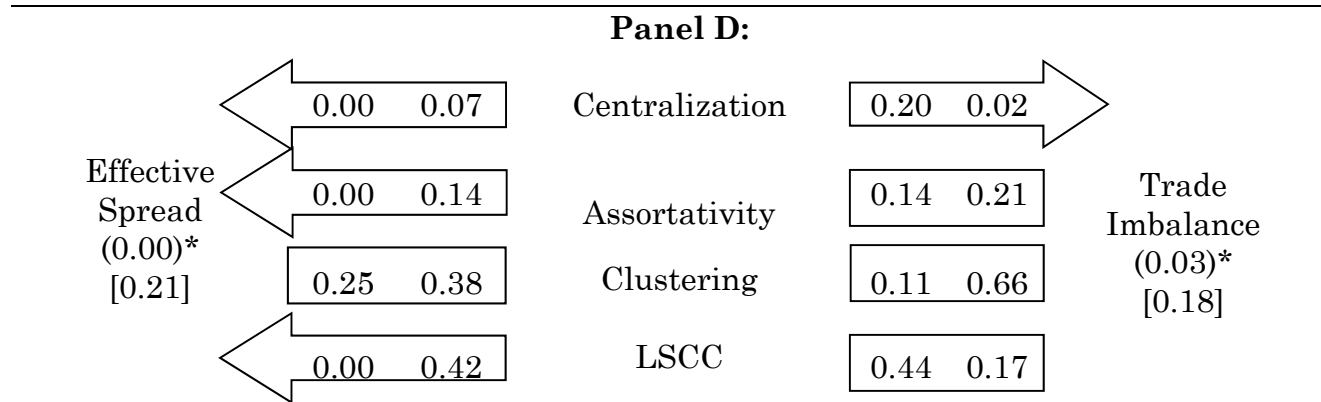 Panel D:
0.00 0.07 Centralization 0.20 0.02
Effective
Spread
(0.00)*
[0.21]
0.00 0.14 Assortativity 0.14 0.21
Trade
Imbalance
(0.03)*
[0.18]
0.25 0.38 Clustering 0.11 0.66
0.00 0.42 LSCC 0.44 0.17